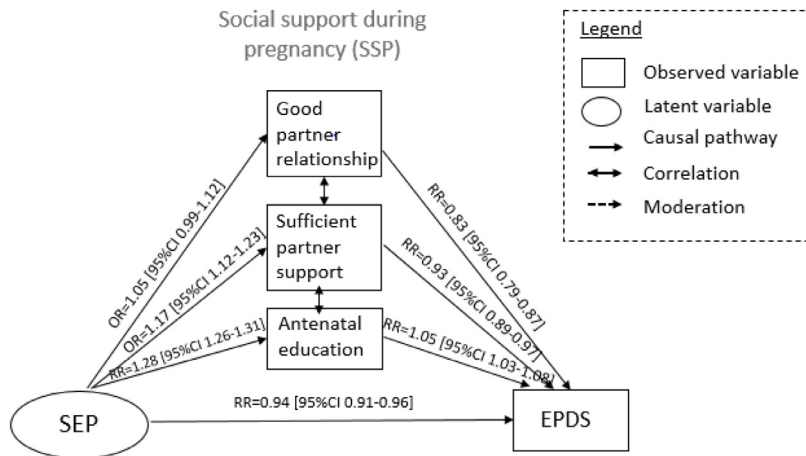 Social support during
pregnancy (SSP)
Legend
Observed variable
Latent variable
Causal pathway
Correlation
Moderation
Good
partner
relationship
Sufficient
partner
support
Antenatal
education
OR=1.05 [95%CI 0.99-1.12]
OR=1.17 [95%CI 1.12-1.23]
RR=1.28 [95%CI 1.26-1.31]
RR=0.83 [95%CI 0.79-0.87]
RR=0.93 [95%CI 0.89-0.97]
RR=1.05 [95%CI 1.03-1.08]
RR=0.94 [95%CI 0.91-0.96]
SEP
EPDS